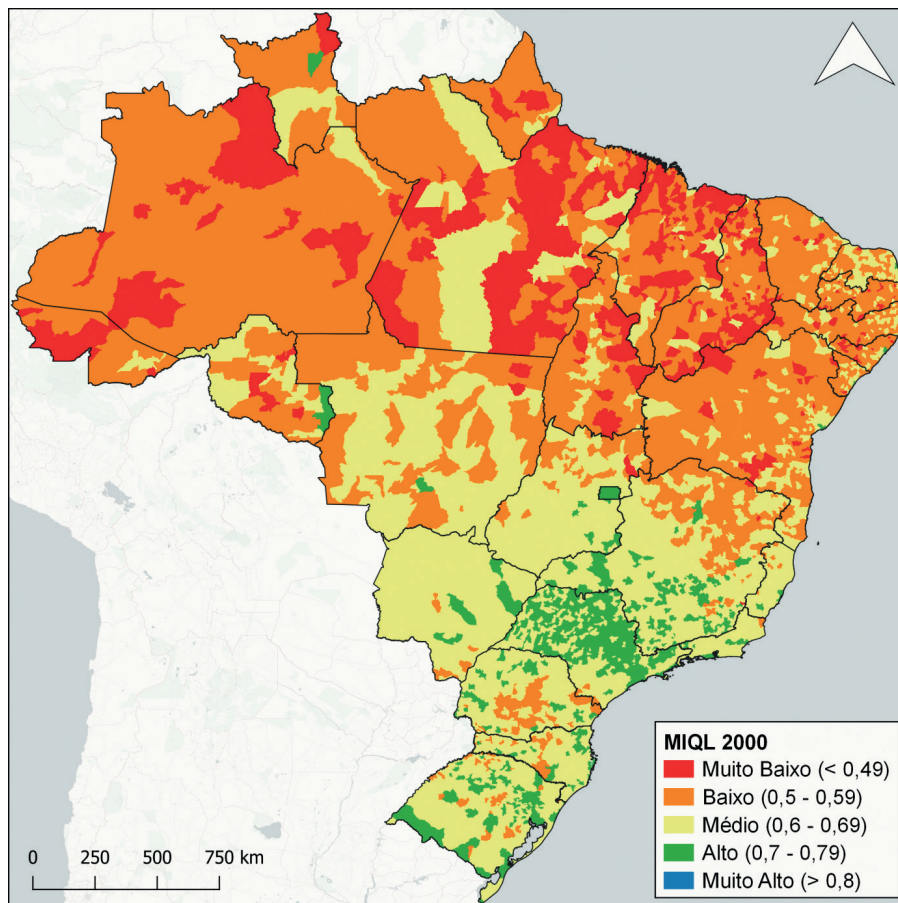 MIQL 2000
Muito Baixo (< 0,49)
Baixo (0,5 - 0,59)
Médio (0,6 - 0,69)
Alto (0,7 - 0,79)
Muito Alto (> 0,8)
0 250 500 750 km